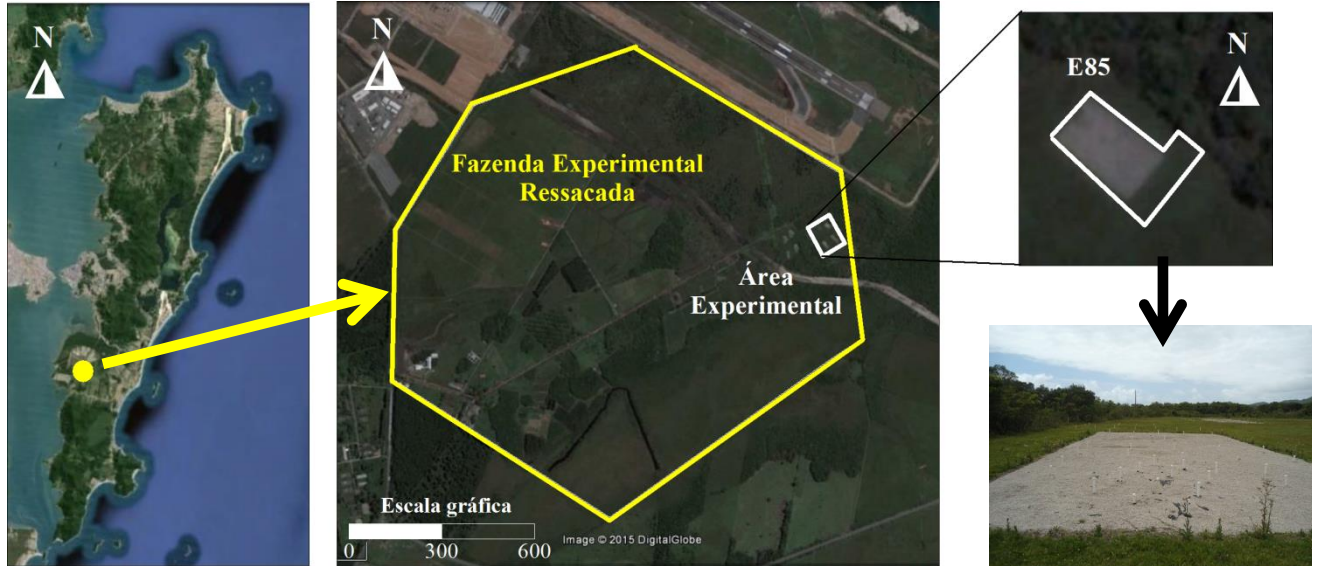 N
N
Fazenda Experimental
Ressacada
Área
Experimental
Escala gráfica
0 300 600
Image © 2015 DigitalGlobe
E85
N